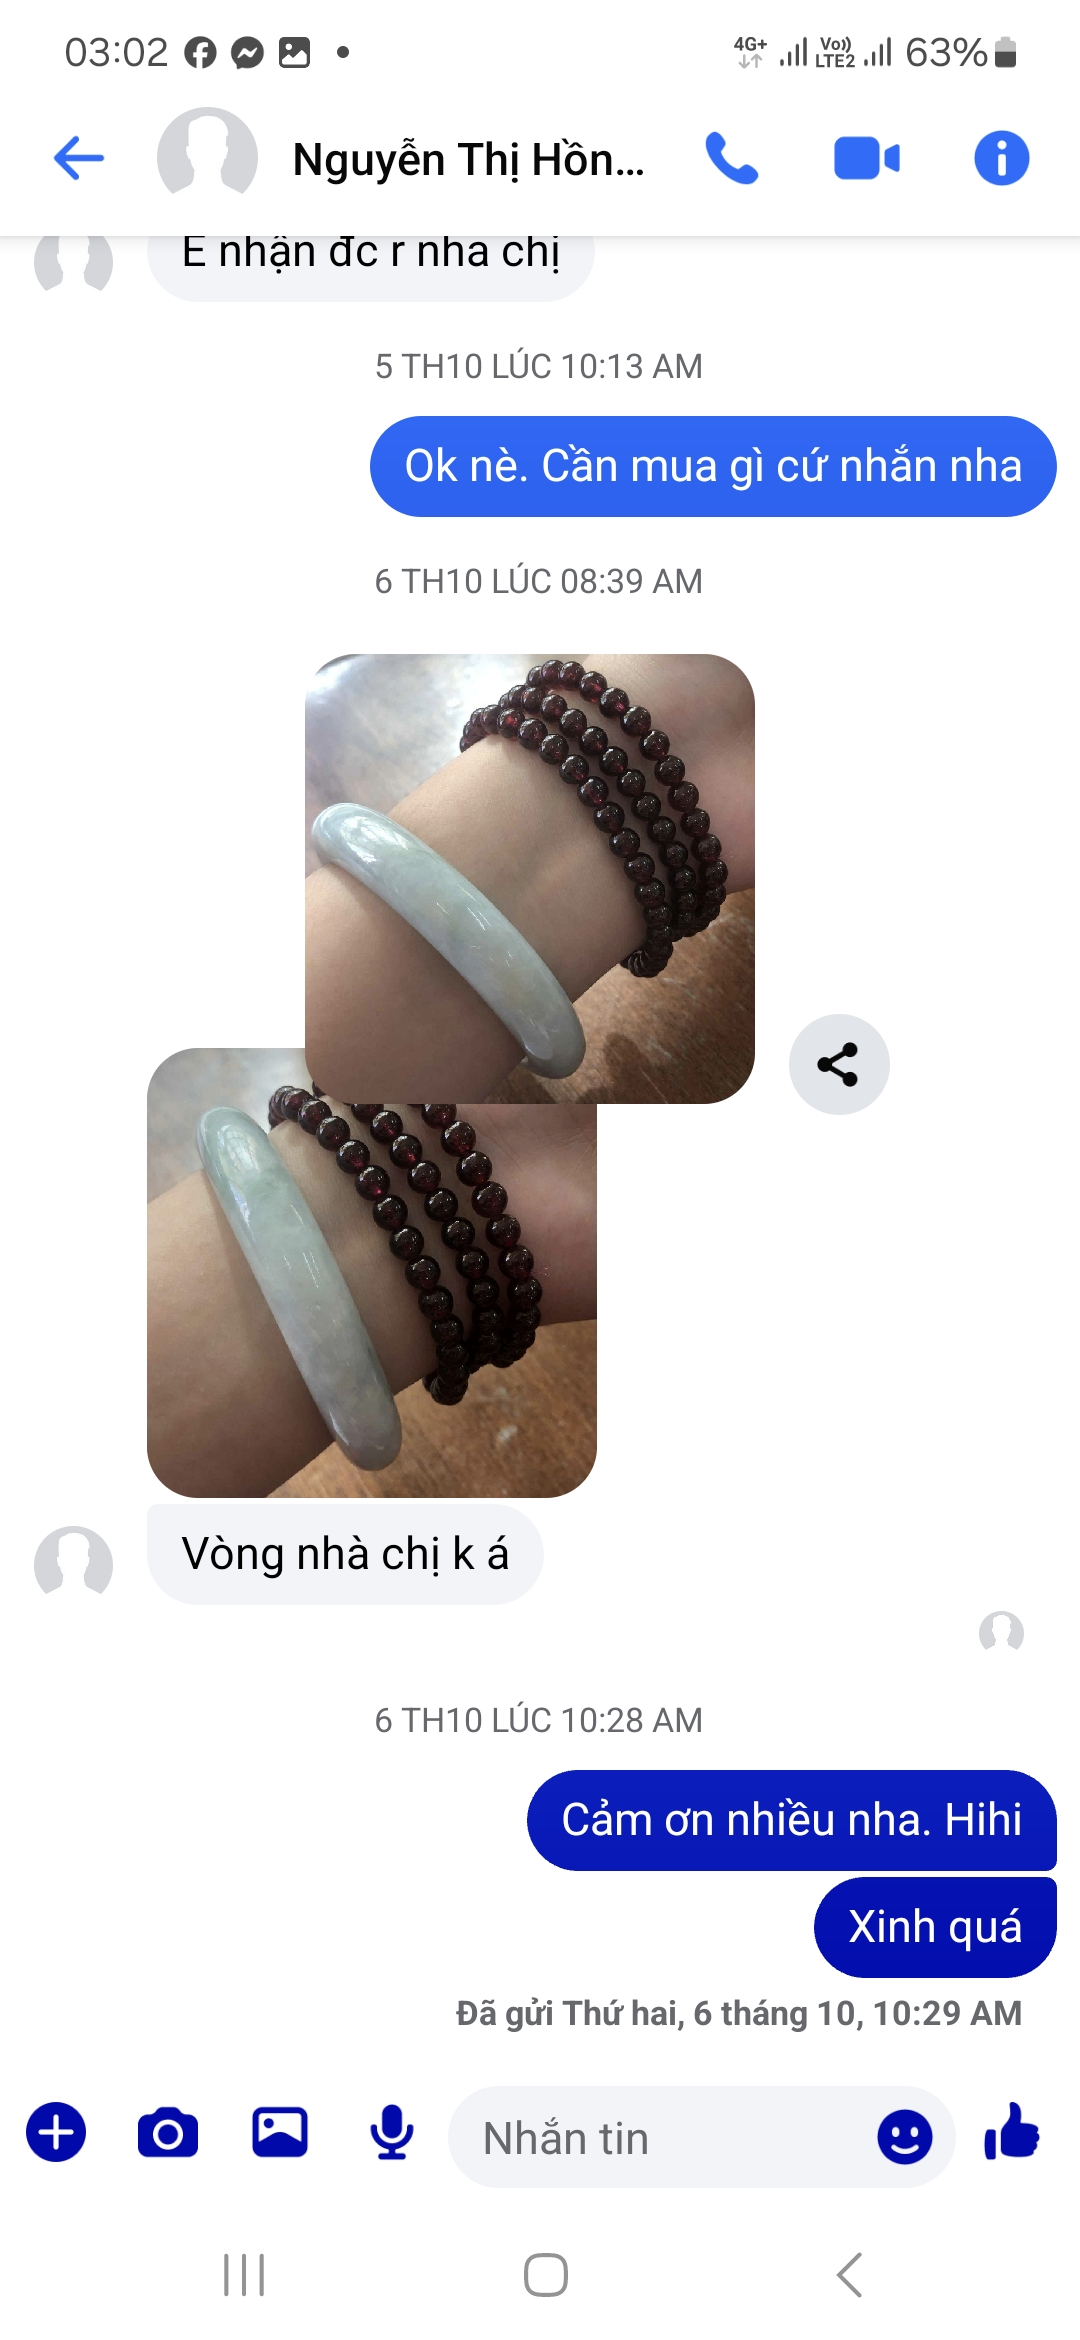 03:02
4G+
Vo))
LTE2
63%
Nguyễn Thị Hồn...
E nhận đc r nha chị
5 TH10 LÚC 10:13 AM
Ok nè. Cần mua gì cứ nhắn nha
6 TH10 LÚC 08:39 AM
Vòng nhà chị k á
6 TH10 LÚC 10:28 AM
Cảm ơn nhiều nha. Hihi
Xinh quá
Đã gửi Thứ hai, 6 tháng 10, 10:29 AM
Nhắn tin